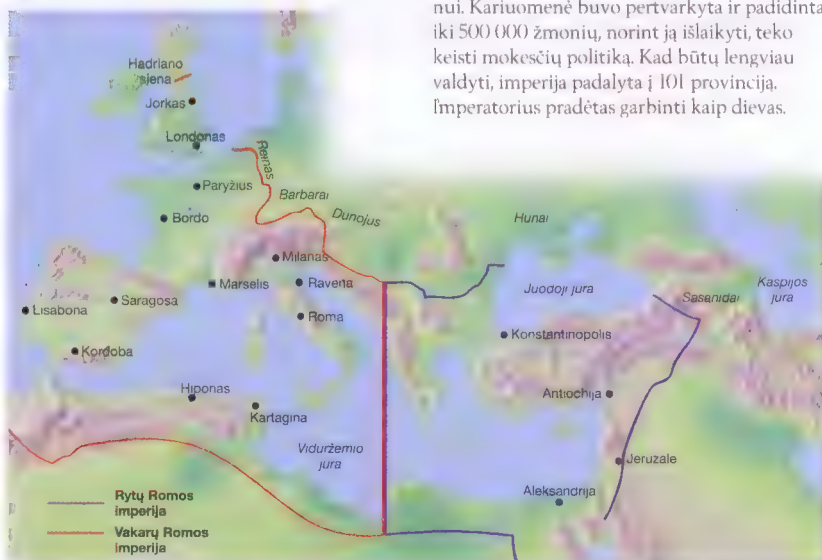 nui. Kariuomenė buvo pertvarkyta ir padidinta
iki 500 000 žmonių, norint ją išlaikyti, teko
keisti mokesčių politiką. Kad būtų lengviau
valdyti, imperija padalyta į 101 provinciją.
Imperatorius pradėtas garbinti kaip dievas.
Hadriano
siena
Jorkas
Londonas
Reinas
Paryžius
Barbarai
Dunojus
Hunai
Bordo
Milanas
Marselis
Ravena
Juodoji jūra
Sasanidai
Kaspijos
jūra
Saragosa
Lisabona
Roma
Konstantinopolis
Kordoba
Hiponas
Kartagina
Antiochija
Viduržemio
jūra
Jeruzalė
Aleksandrija
Rytų Romos
imperija
Vakarų Romos
imperija